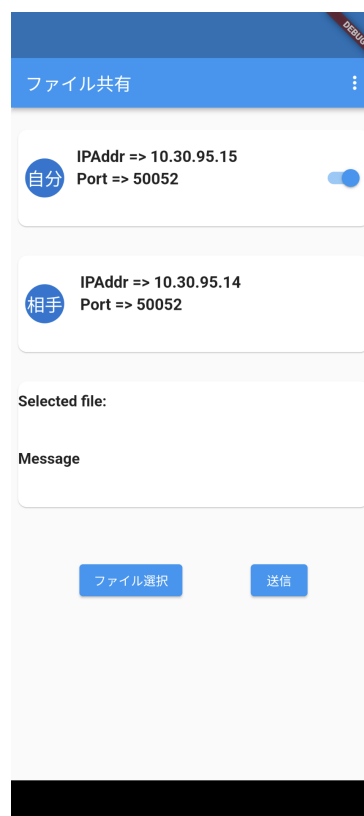 DEBUG
ファイル共有
自分
IPAddr => 10.30.95.15
Port => 50052
相手
IPAddr => 10.30.95.14
Port => 50052
Selected file:
Message
ファイル選択
送信